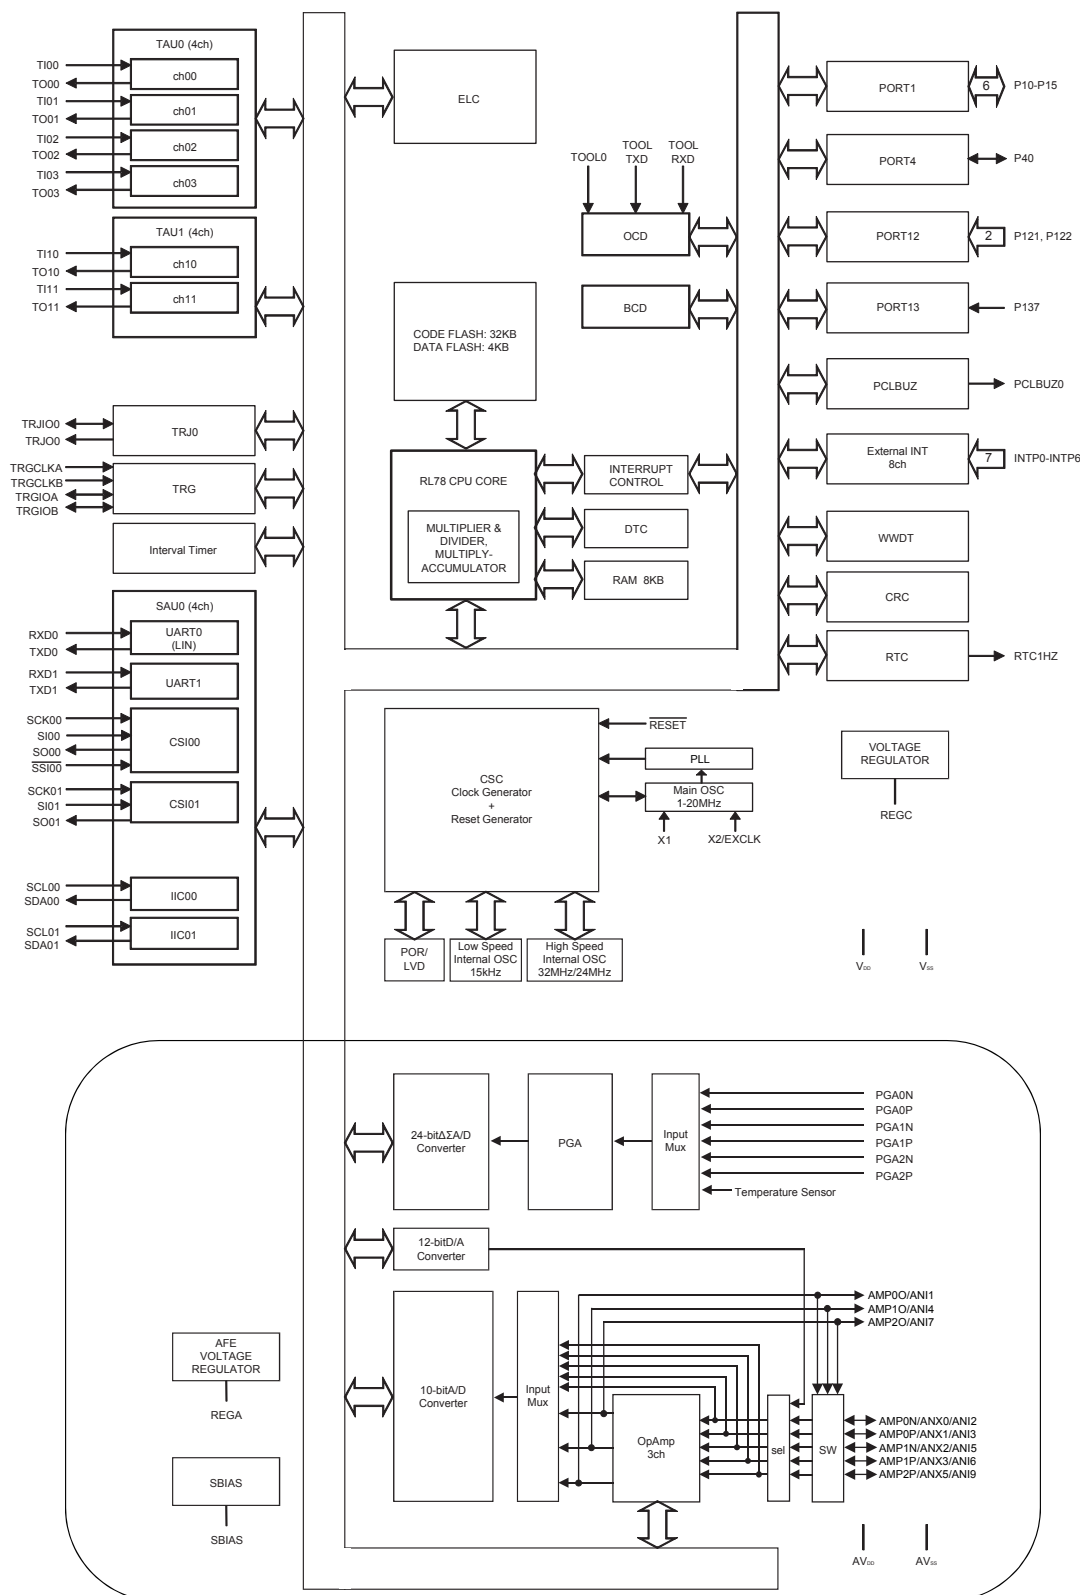 TAU0 (4ch)
TI00
TO00
ch00
TI01
TO01
ch01
TI02
TO02
ch02
TI03
TO03
ch03
TAU1 (4ch)
TI10
TO10
ch10
TI11
TO11
ch11
TRJIO0
TRJO0
TRJ0
TRGCLKA
TRGCLKB
TRGIOA
TRGIOB
TRG
Interval Timer
SAU0 (4ch)
RXD0
TXD0
UART0
(LIN)
RXD1
TXD1
UART1
SCK00
SI00
SO00
SSI00
CSI00
SCK01
SI01
SO01
CSI01
SCL00
SDA00
IIC00
SCL01
SDA01
IIC01
ELC
TOOL0
TOOL
TXD
TOOL
RXD
OCD
BCD
CODE FLASH: 32KB
DATA FLASH: 4KB
RL78 CPU CORE
MULTIPLIER &
DIVIDER,
MULTIPLY-
ACCUMULATOR
INTERRUPT
CONTROL
DTC
RAM 8KB
PORT1
6
P10-P15
PORT4
P40
PORT12
2
P121, P122
PORT13
P137
PCLBUZ
PCLBUZ0
External INT
8ch
7
INTP0-INTP6
WWDT
CRC
RTC
RTC1HZ
CSC
Clock Generator
+
Reset Generator
RESET
PLL
Main OSC
1-20MHz
X1
X2/EXCLK
VOLTAGE
REGULATOR
REGC
POR/
LVD
Low Speed
Internal OSC
15kHz
High Speed
Internal OSC
32MHz/24MHz
VDD
VSS
24-bitΔΣA/D
Converter
PGA
Input
Mux
PGA0N
PGA0P
PGA1N
PGA1P
PGA2N
PGA2P
Temperature Sensor
12-bitD/A
Converter
AMP0O/ANI1
AMP1O/ANI4
AMP2O/ANI7
10-bitA/D
Converter
Input
Mux
OpAmp
3ch
sel
SW
AMP0N/ANX0/ANI2
AMP0P/ANX1/ANI3
AMP1N/ANX2/ANI5
AMP1P/ANX3/ANI6
AMP2P/ANX5/ANI9
AFE
VOLTAGE
REGULATOR
REGA
SBIAS
SBIAS
AVDD
AVSS